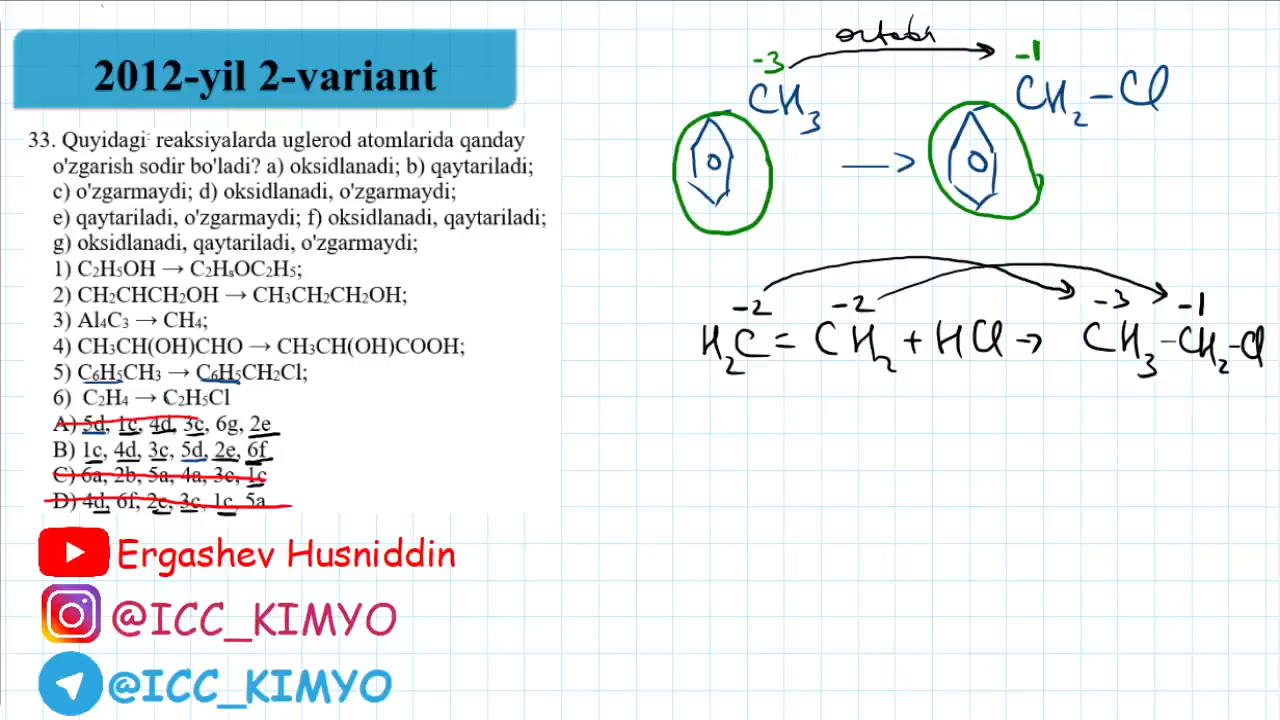 2012-yil 2-variant
33. Quyidagi reaksiyalarda uglerod atomlarida qanday
o'zgarish sodir bo'ladi? a) oksidlanadi; b) qaytariladi;
c) o'zgarmaydi; d) oksidlanadi, o'zgarmaydi;
e) qaytariladi, o'zgarmaydi; f) oksidlanadi, qaytariladi;
g) oksidlanadi, qaytariladi, o'zgarmaydi;
1) C₂H₅OH → C₂H₅OC₂H₅;
2) CH₂CHCH₂OH → CH₃CH₂CH₂OH;
3) Al₄C₃ → CH₄;
4) CH₃CH(OH)CHO → CH₃CH(OH)COOH;
5) C₆H₅CH₃ → C₆H₅CH₂Cl;
6) C₂H₄ → C₂H₅Cl
A) 5d, 1c, 4d, 3c, 6g, 2e
B) 1c, 4d, 3c, 5d, 2e, 6f
C) 6a, 2b, 5a, 4a, 3c, 1c
D) 4d, 6f, 2e, 3c, 1c, 5a
Ergashev Husniddin
@ICC_KIMYO
@ICC_KIMYO
-3 -1
CH₃ CH₂-Cl
→
-2 -2 -3 -1
H₂C = CH₂ + HCl → CH₃-CH₂-Cl